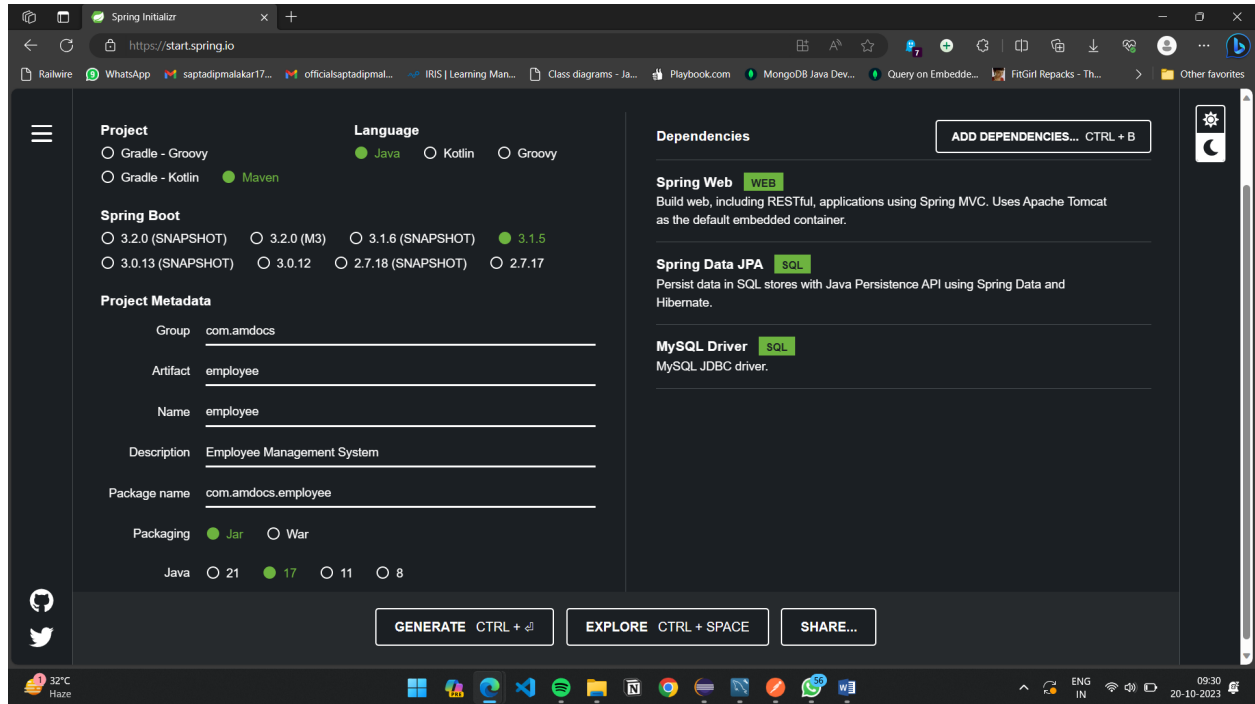 Spring Initializr
https://start.spring.io
7
Railwire
WhatsApp
saptadipmalakar17...
officialsaptadipmal...
IRIS | Learning Man...
Class diagrams - Ja...
Playbook.com
MongoDB Java Dev...
Query on Embedde...
FitGirl Repacks - Th...
Other favorites
Project
Gradle - Groovy
Gradle - Kotlin Maven
Language
Java Kotlin Groovy
Spring Boot
3.2.0 (SNAPSHOT) 3.2.0 (M3) 3.1.6 (SNAPSHOT) 3.1.5
3.0.13 (SNAPSHOT) 3.0.12 2.7.18 (SNAPSHOT) 2.7.17
Project Metadata
Group com.amdocs
Artifact employee
Name employee
Description Employee Management System
Package name com.amdocs.employee
Packaging Jar War
Java 21 17 11 8
Dependencies
ADD DEPENDENCIES... CTRL + B
Spring Web WEB
Build web, including RESTful, applications using Spring MVC. Uses Apache Tomcat
as the default embedded container.
Spring Data JPA SQL
Persist data in SQL stores with Java Persistence API using Spring Data and
Hibernate.
MySQL Driver SQL
MySQL JDBC driver.
GENERATE CTRL + ⏎
EXPLORE CTRL + SPACE
SHARE...
1
32°C
Haze
PRE
56
ENG
IN
09:30
20-10-2023